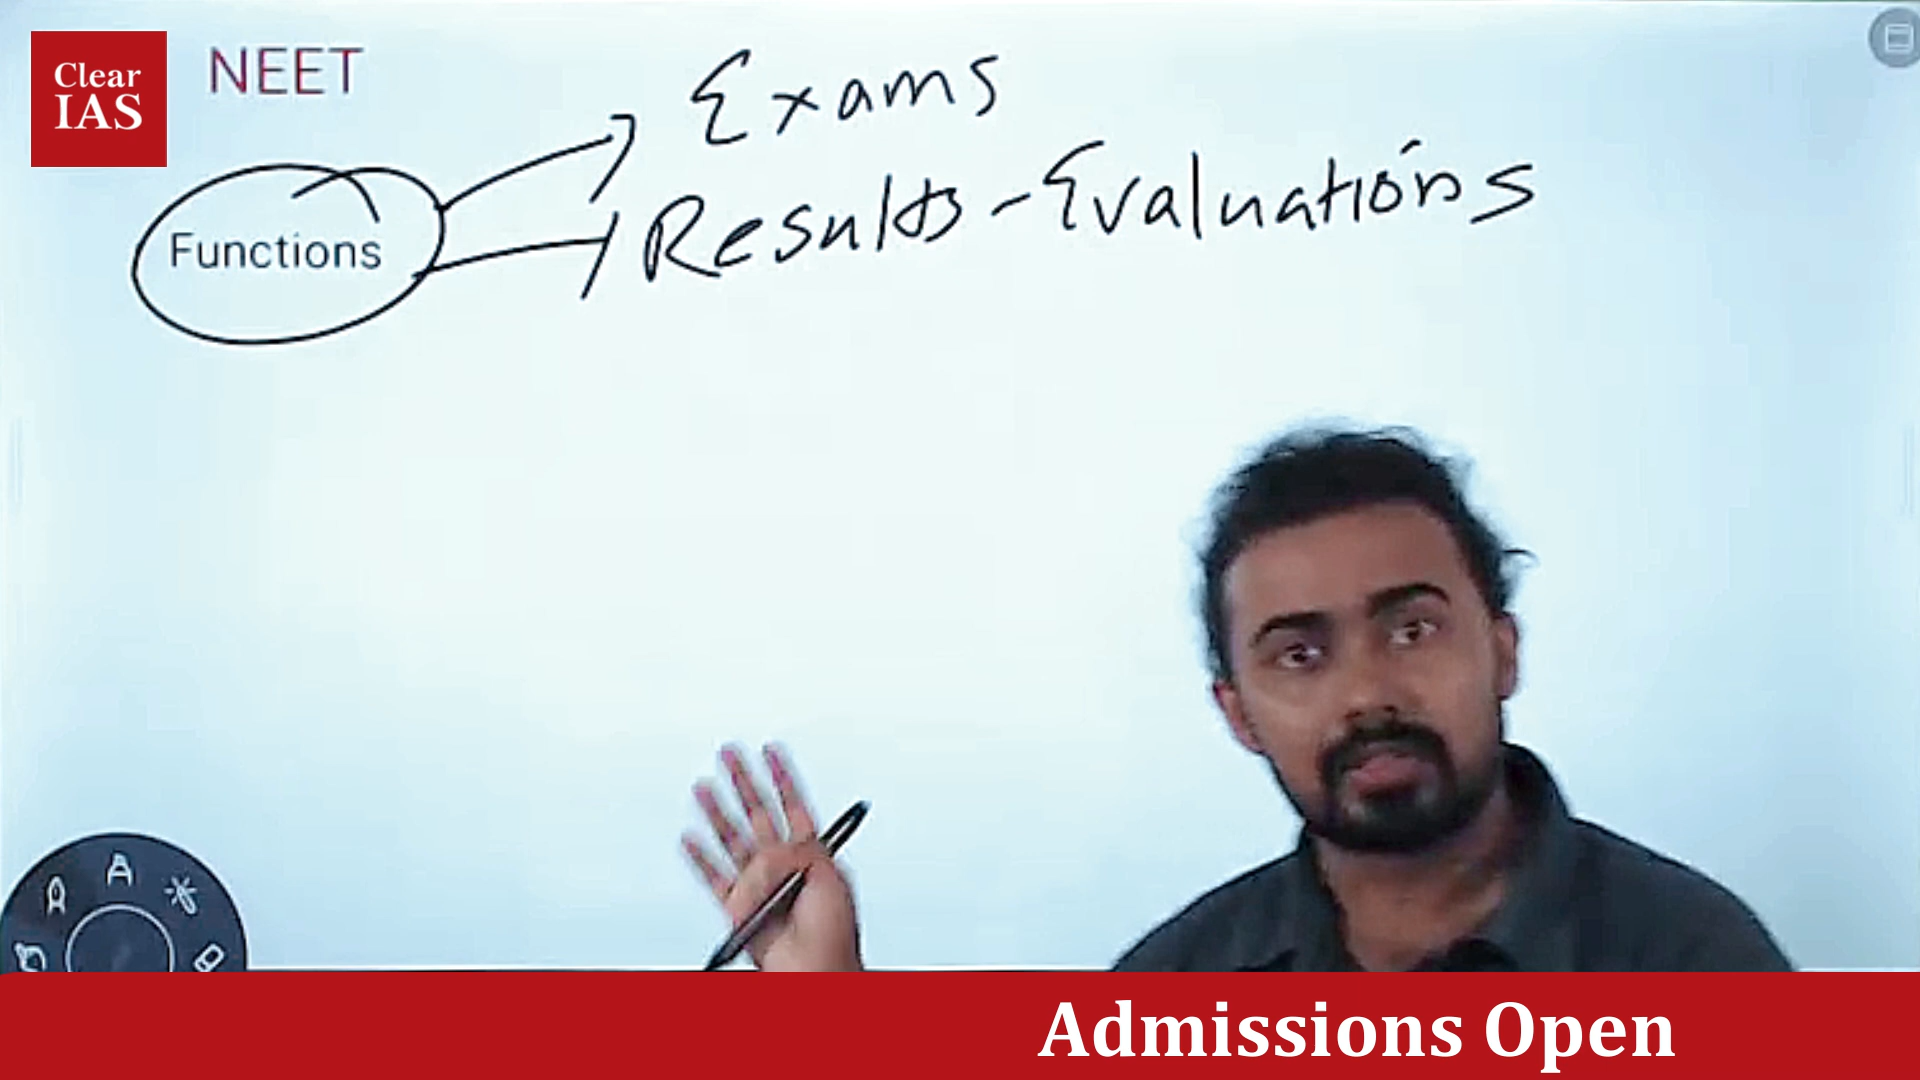 Clear
IAS
NEET
Exams
Results - Evaluations
Functions
Admissions Open